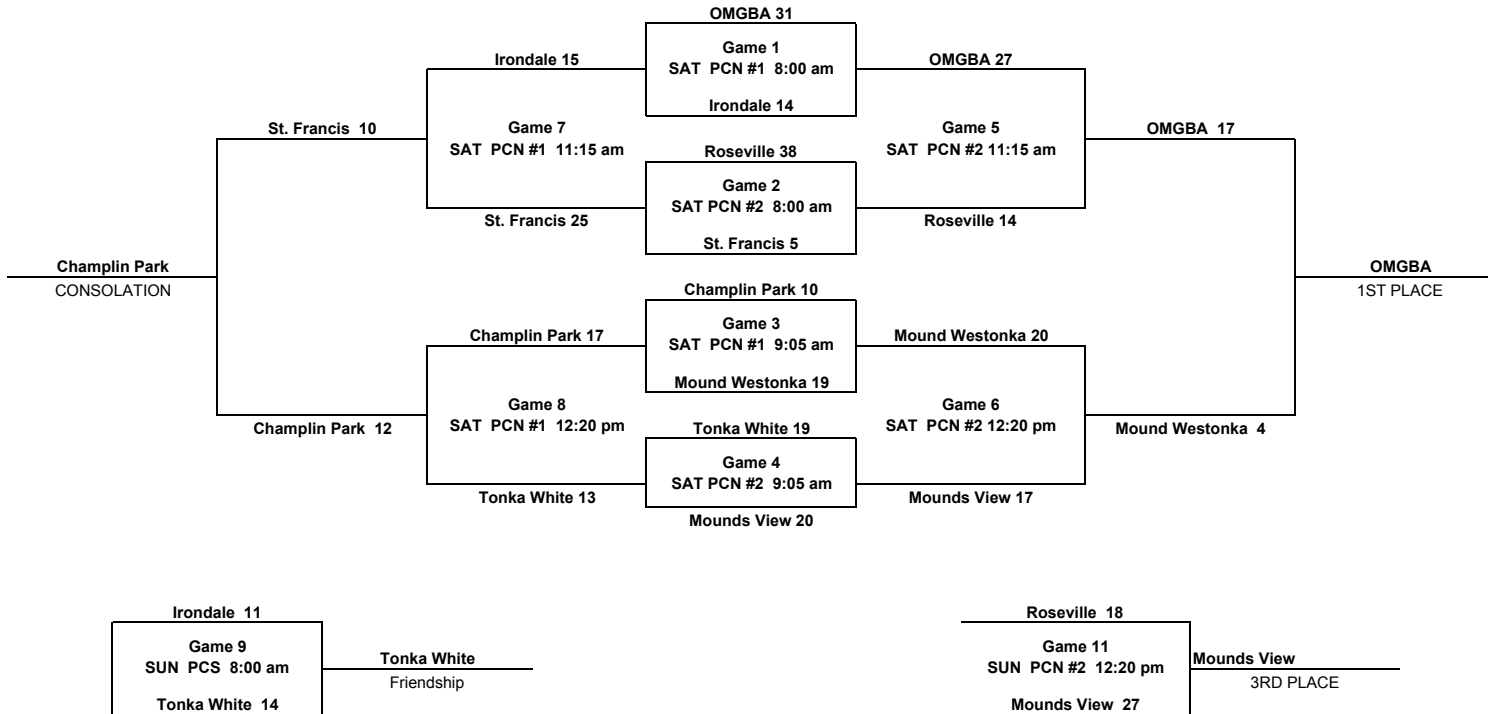 OMGBA 31
Game 1
SAT PCN #1 8:00 am
Irondale 15
OMGBA 27
Irondale 14
St. Francis 10
Game 7
SAT PCN #1 11:15 am
Game 5
SAT PCN #2 11:15 am
OMGBA 17
Roseville 38
Game 2
SAT PCN #2 8:00 am
St. Francis 25
Roseville 14
St. Francis 5
Champlin Park
CONSOLATION
OMGBA
1ST PLACE
Champlin Park 10
Game 3
SAT PCN #1 9:05 am
Champlin Park 17
Mound Westonka 20
Mound Westonka 19
Game 8
SAT PCN #1 12:20 pm
Game 6
SAT PCN #2 12:20 pm
Champlin Park 12
Tonka White 19
Mound Westonka 4
Game 4
SAT PCN #2 9:05 am
Tonka White 13
Mounds View 17
Mounds View 20
Irondale 11
Game 9
SUN PCS 8:00 am
Tonka White
Friendship
Tonka White 14
Roseville 18
Game 11
SUN PCN #2 12:20 pm
Mounds View
3RD PLACE
Mounds View 27